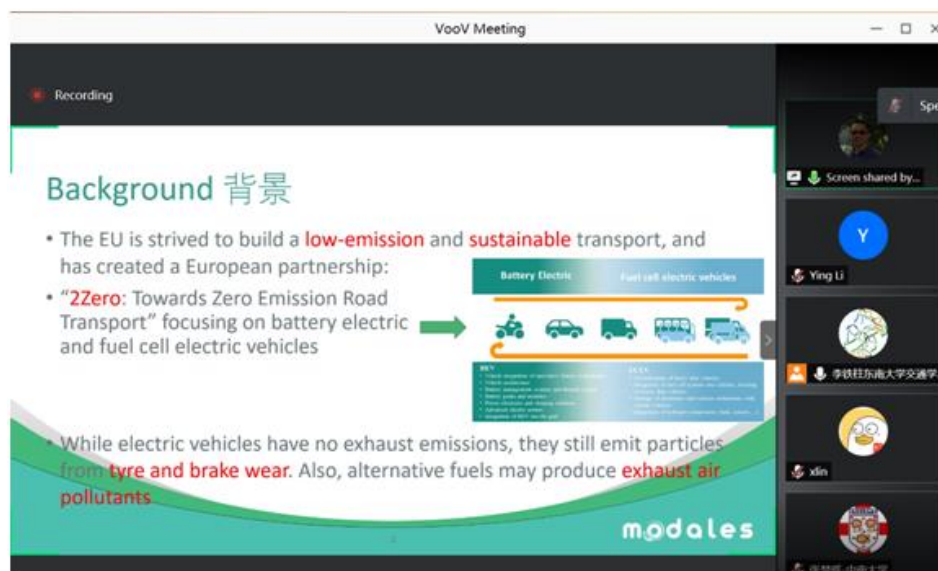 VooV Meeting
Recording
Background 背景
• The EU is strived to build a low-emission and sustainable transport, and
has created a European partnership:
• "2Zero: Towards Zero Emission Road
Transport" focusing on battery electric
and fuel cell electric vehicles
Battery Electric
Fuel cell electric vehicles
• While electric vehicles have no exhaust emissions, they still emit particles
from tyre and brake wear. Also, alternative fuels may produce exhaust air
pollutants
modales
Spe
Screen shared by...
Y
Ying Li
李铁柱东南大学交通学
xlin